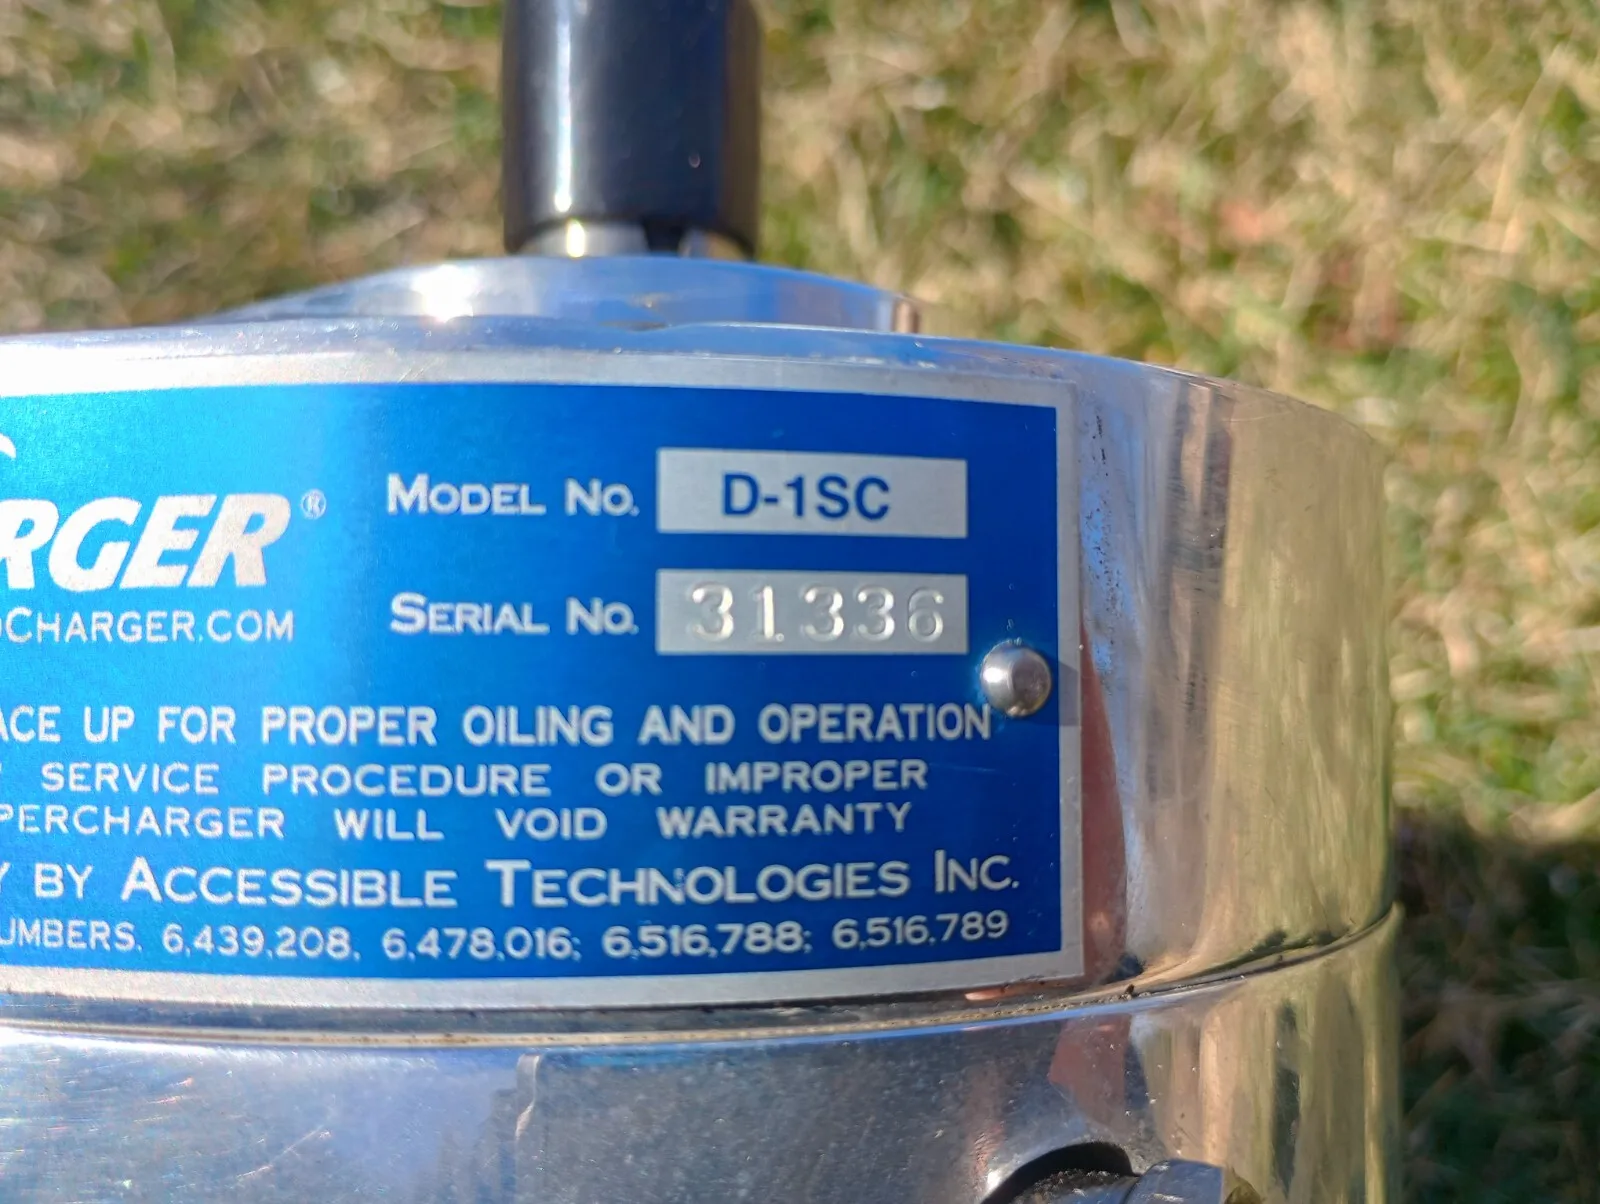 RGER®
CHARGER.COM
MODEL NO. D-1SC
SERIAL NO. 31336
ACE UP FOR PROPER OILING AND OPERATION
SERVICE PROCEDURE OR IMPROPER
PERCHARGER WILL VOID WARRANTY
Y BY ACCESSIBLE TECHNOLOGIES INC.
UMBERS. 6,439,208, 6,478,016; 6,516,788; 6,516,789